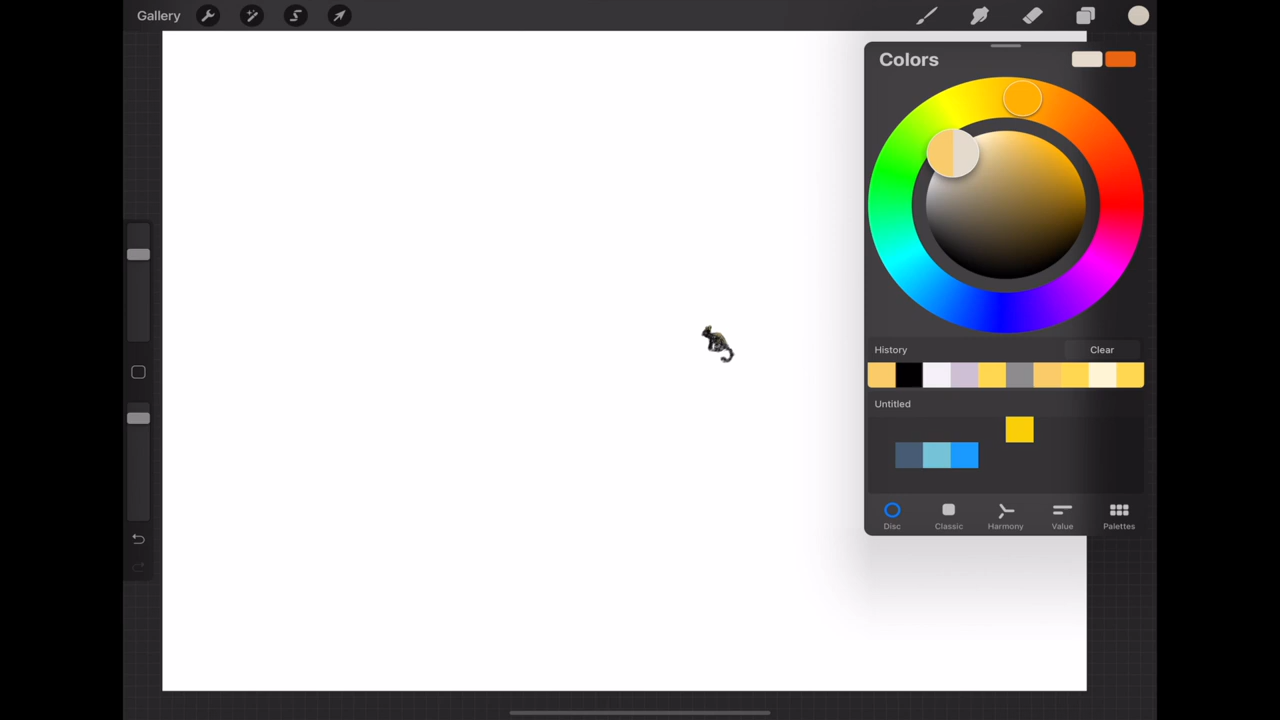 Gallery
Colors
History
Clear
Untitled
Disc
Classic
Harmony
Value
Palettes